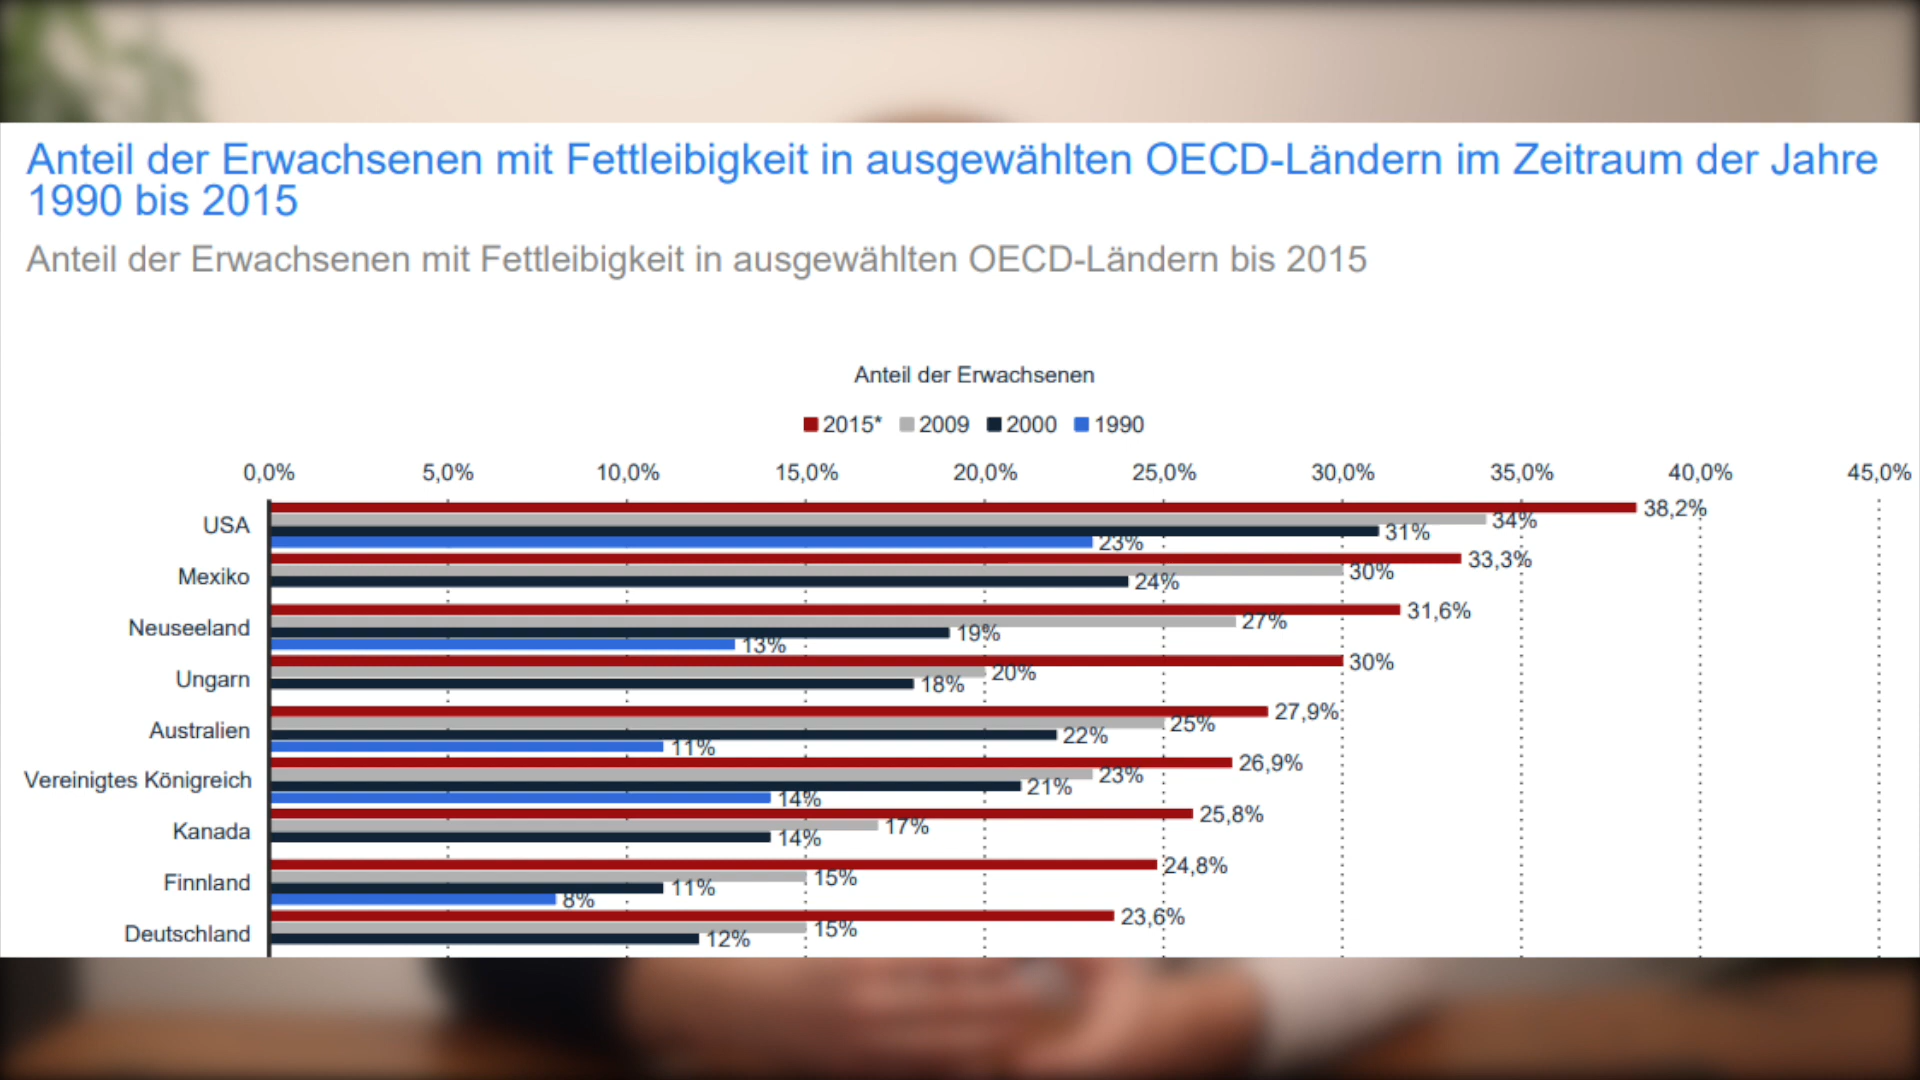 Anteil der Erwachsenen mit Fettleibigkeit in ausgewählten OECD-Ländern im Zeitraum der Jahre
1990 bis 2015
Anteil der Erwachsenen mit Fettleibigkeit in ausgewählten OECD-Ländern bis 2015
Anteil der Erwachsenen
2015* 2009 2000 1990
0,0% 5,0% 10,0% 15,0% 20,0% 25,0% 30,0% 35,0% 40,0% 45,0%
USA
38,2%
34%
31%
23%
Mexiko
33,3%
30%
24%
Neuseeland
31,6%
27%
19%
13%
Ungarn
30%
20%
18%
Australien
27,9%
25%
22%
11%
Vereinigtes Königreich
26,9%
23%
21%
14%
Kanada
25,8%
17%
14%
Finnland
24,8%
15%
11%
8%
Deutschland
23,6%
15%
12%